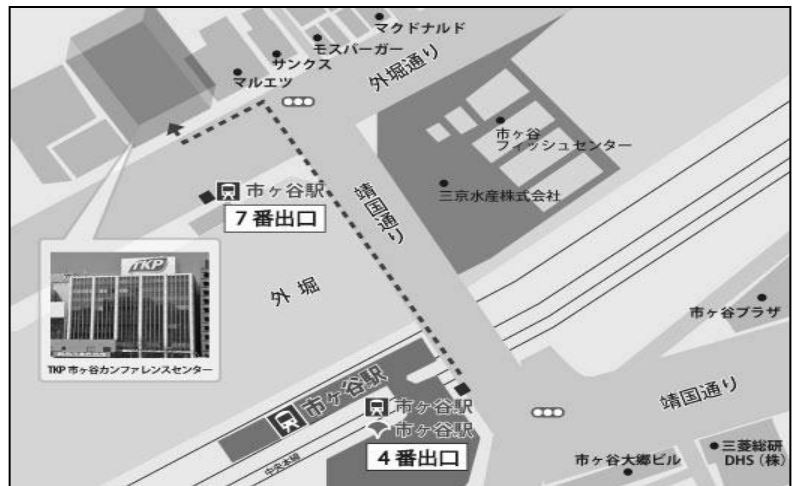 マクドナルド
モスバーガー
サンクス
マルエツ
外堀通り
市ヶ谷
フィッシュセンター
三京水産株式会社
市ヶ谷駅
7番出口
靖国通り
外堀
TKP
TKP 市ヶ谷カンファレンスセンター
市ヶ谷プラザ
市ヶ谷駅
市ヶ谷駅
市ヶ谷駅
4番出口
中央本線
靖国通り
市ヶ谷大郷ビル
三菱総研
DHS（株）